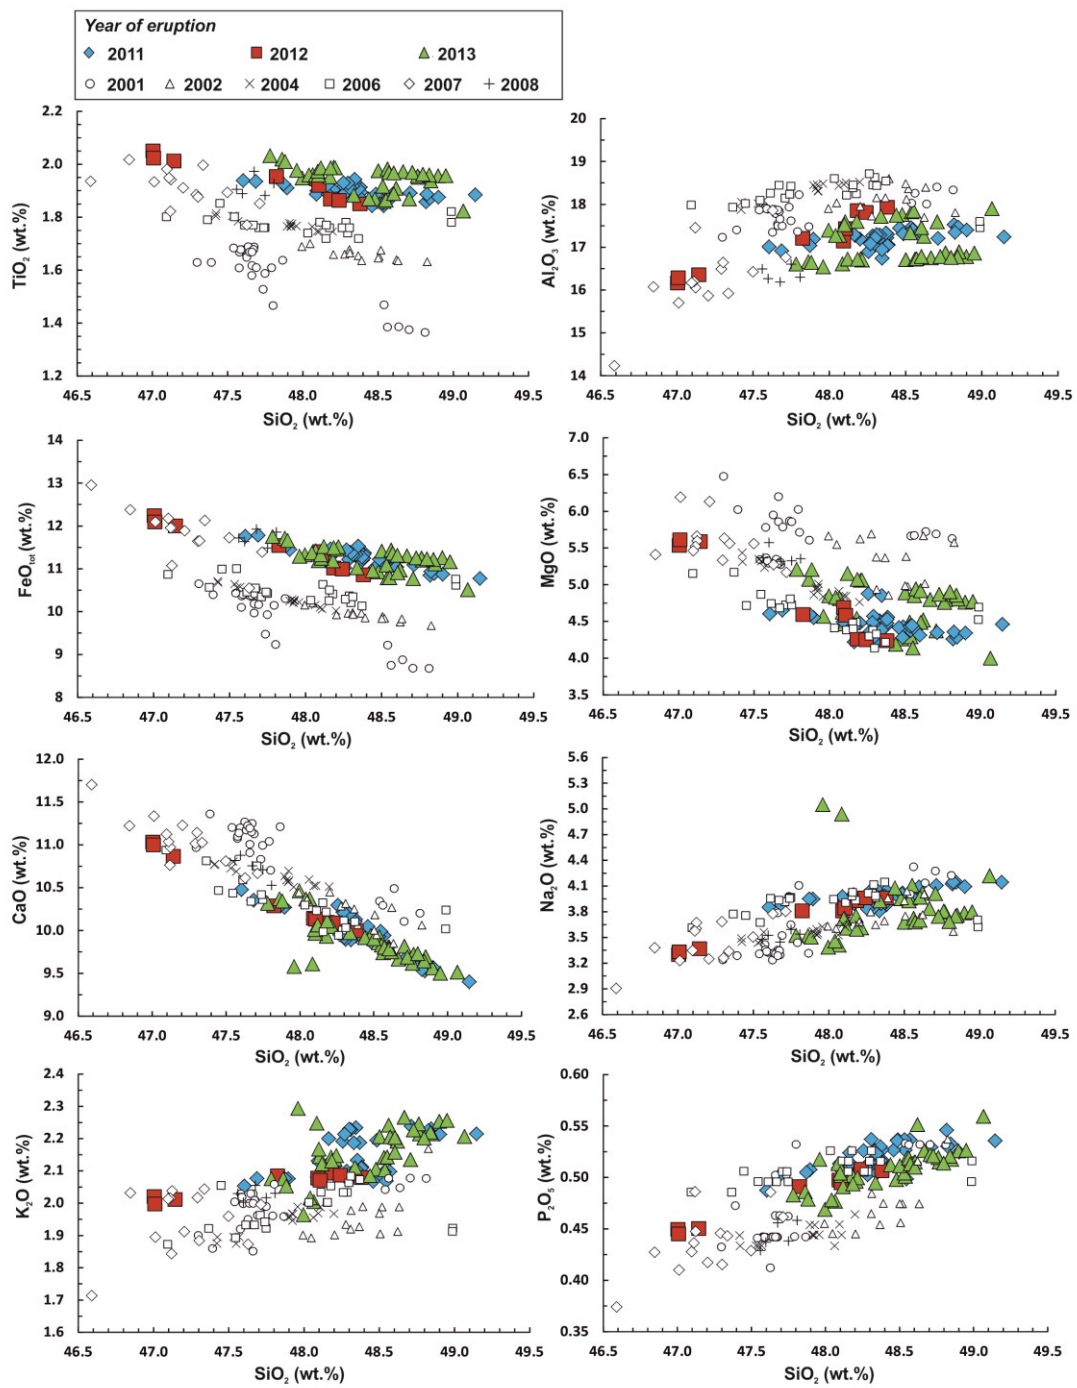 Year of eruption
2011 2012 2013
2001 2002 2004 2006 2007 2008
TiO₂ (wt.%)
2.2
2.0
1.8
1.6
1.4
1.2
46.5 47.0 47.5 48.0 48.5 49.0 49.5
SiO₂ (wt.%)
Al₂O₃ (wt.%)
20
19
18
17
16
15
14
46.5 47.0 47.5 48.0 48.5 49.0 49.5
SiO₂ (wt.%)
FeOtot (wt.%)
14
13
12
11
10
9
8
46.5 47.0 47.5 48.0 48.5 49.0 49.5
SiO₂ (wt.%)
MgO (wt.%)
7.0
6.5
6.0
5.5
5.0
4.5
4.0
3.5
46.5 47.0 47.5 48.0 48.5 49.0 49.5
SiO₂ (wt.%)
CaO (wt.%)
12.0
11.5
11.0
10.5
10.0
9.5
9.0
46.5 47.0 47.5 48.0 48.5 49.0 49.5
SiO₂ (wt.%)
Na₂O (wt.%)
5.6
5.3
5.0
4.7
4.4
4.1
3.8
3.5
3.2
2.9
2.6
46.5 47.0 47.5 48.0 48.5 49.0 49.5
SiO₂ (wt.%)
K₂O (wt.%)
2.4
2.3
2.2
2.1
2.0
1.9
1.8
1.7
1.6
46.5 47.0 47.5 48.0 48.5 49.0 49.5
SiO₂ (wt.%)
P₂O₅ (wt.%)
0.60
0.55
0.50
0.45
0.40
0.35
46.5 47.0 47.5 48.0 48.5 49.0 49.5
SiO₂ (wt.%)